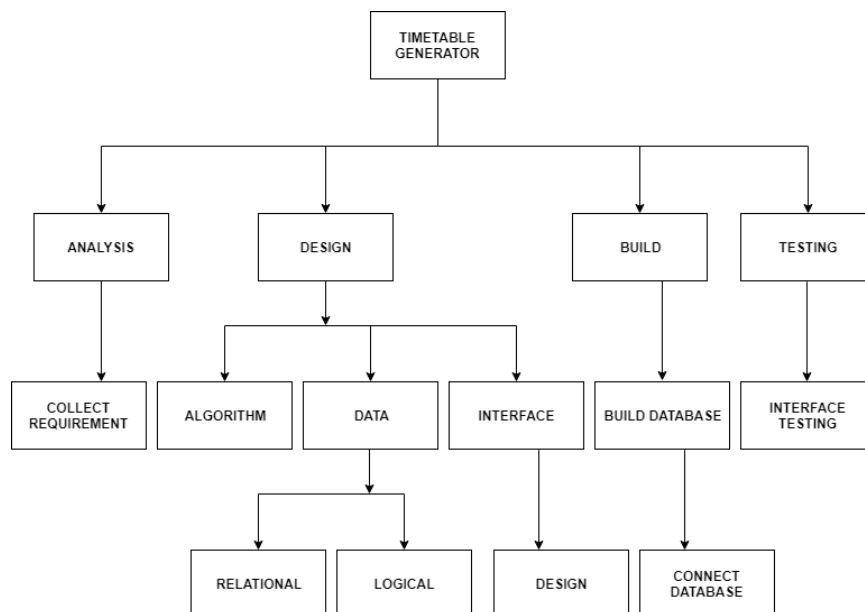 TIMETABLE
GENERATOR
ANALYSIS
DESIGN
BUILD
TESTING
COLLECT
REQUIREMENT
ALGORITHM
DATA
INTERFACE
BUILD DATABASE
INTERFACE
TESTING
RELATIONAL
LOGICAL
DESIGN
CONNECT
DATABASE